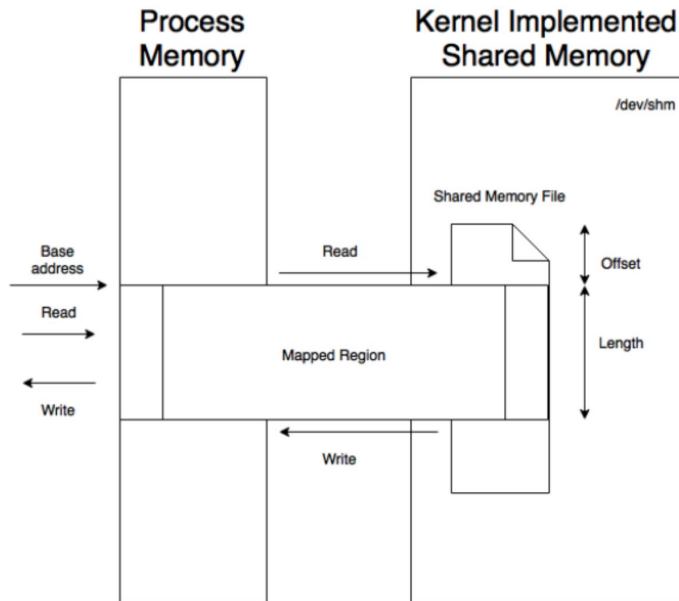 Process
Memory
Kernel Implemented
Shared Memory
/dev/shm
Shared Memory File
Base
address
Read
Offset
Read
Mapped Region
Length
Write
Write